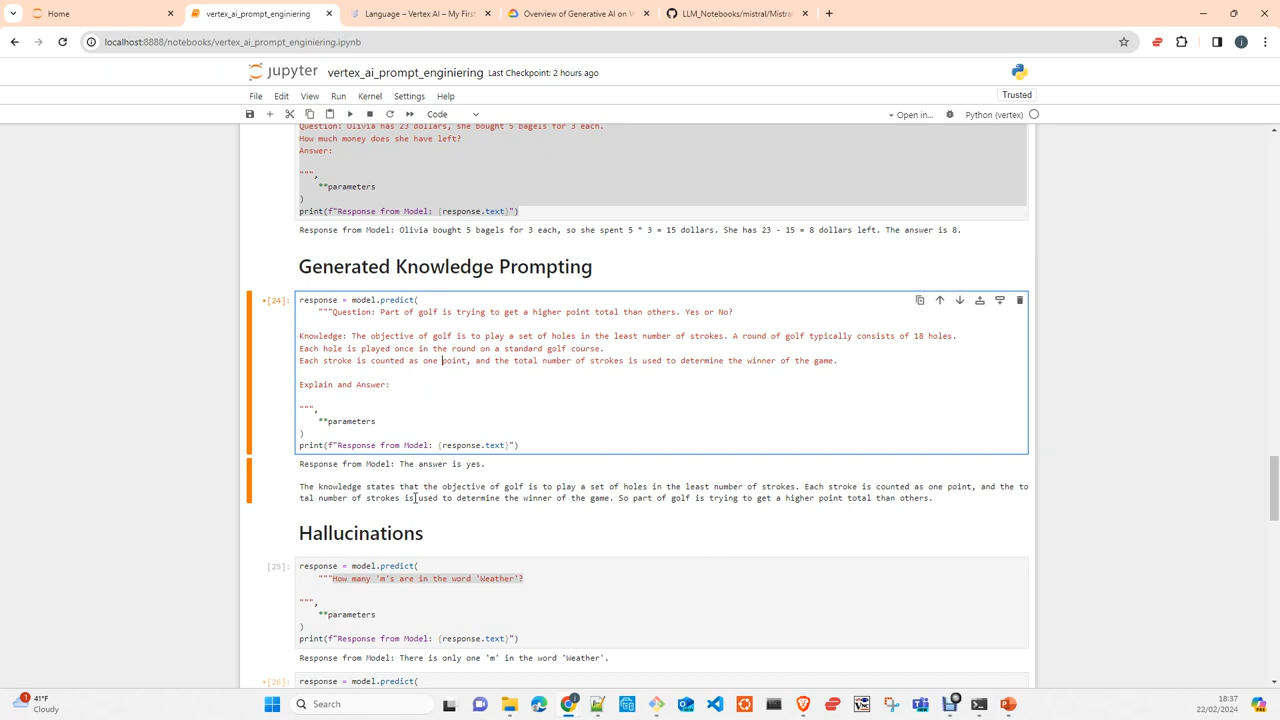 Home
vertex_ai_prompt_enginiering
Language – Vertex AI – My First
Overview of Generative AI on V
LLM_Notebooks/mistral/Mistral
localhost:8888/notebooks/vertex_ai_prompt_enginiering.ipynb
jupyter vertex_ai_prompt_enginiering Last Checkpoint: 2 hours ago
File Edit View Run Kernel Settings Help
Trusted
Code
Open in...
Python (vertex)
Question: Olivia has 23 dollars, she bought 5 bagels for 3 each.
How much money does she have left?
Answer:
""",
**parameters
)
print(f"Response from Model: {response.text}")
Response from Model: Olivia bought 5 bagels for 3 each, so she spent 5 * 3 = 15 dollars. She has 23 - 15 = 8 dollars left. The answer is 8.
Generated Knowledge Prompting
[24]: response = model.predict(
"""Question: Part of golf is trying to get a higher point total than others. Yes or No?
Knowledge: The objective of golf is to play a set of holes in the least number of strokes. A round of golf typically consists of 18 holes.
Each hole is played once in the round on a standard golf course.
Each stroke is counted as one point, and the total number of strokes is used to determine the winner of the game.
Explain and Answer:
""",
**parameters
)
print(f"Response from Model: {response.text}")
Response from Model: The answer is yes.
The knowledge states that the objective of golf is to play a set of holes in the least number of strokes. Each stroke is counted as one point, and the to
tal number of strokes is used to determine the winner of the game. So part of golf is trying to get a higher point total than others.
Hallucinations
[25]: response = model.predict(
"""How many 'm's are in the word 'Weather'?
""",
**parameters
)
print(f"Response from Model: {response.text}")
Response from Model: There is only one 'm' in the word 'Weather'.
[26]: response = model.predict(
41°F
Cloudy
Search
18:37
22/02/2024